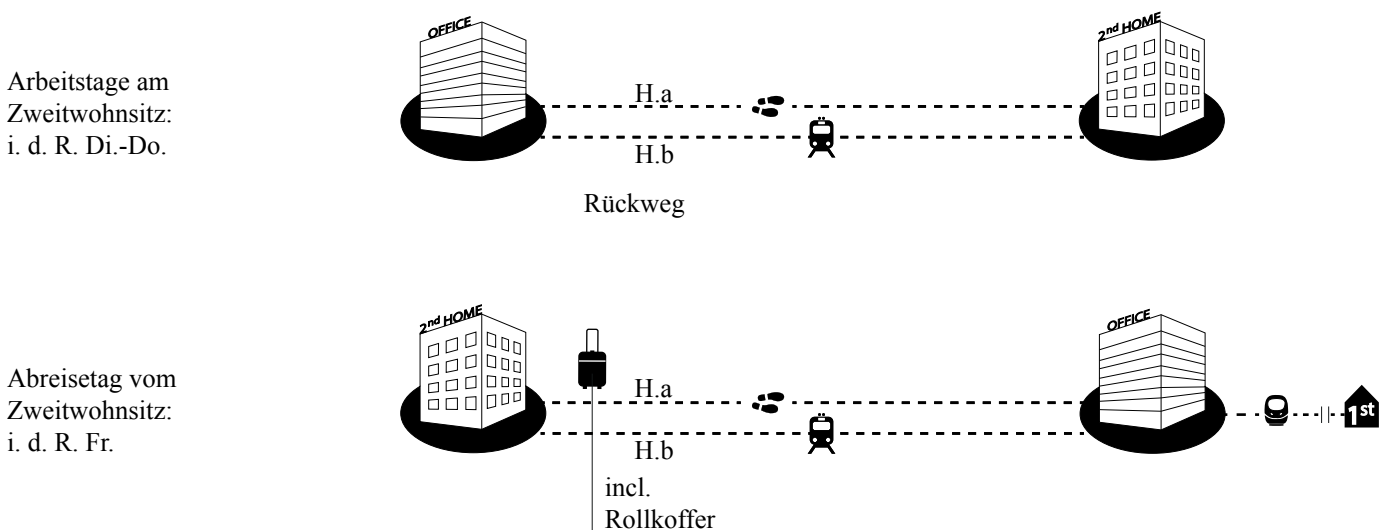 OFFICE
2nd HOME
Arbeitstage am
Zweitwohnsitz:
i. d. R. Di.-Do.
H.a
H.b
Rückweg
2nd HOME
OFFICE
Abreisetag vom
Zweitwohnsitz:
i. d. R. Fr.
H.a
H.b
1st
incl.
Rollkoffer